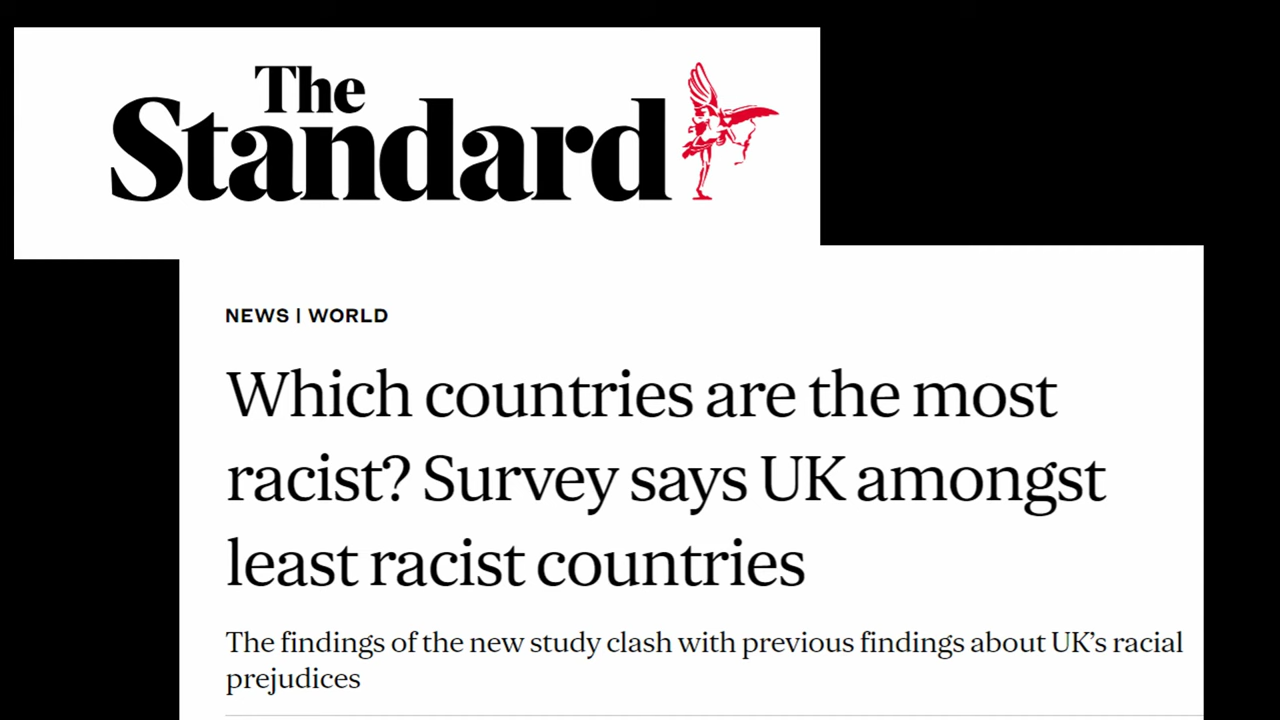 The
Standard
NEWS | WORLD
Which countries are the most
racist? Survey says UK amongst
least racist countries
The findings of the new study clash with previous findings about UK’s racial
prejudices